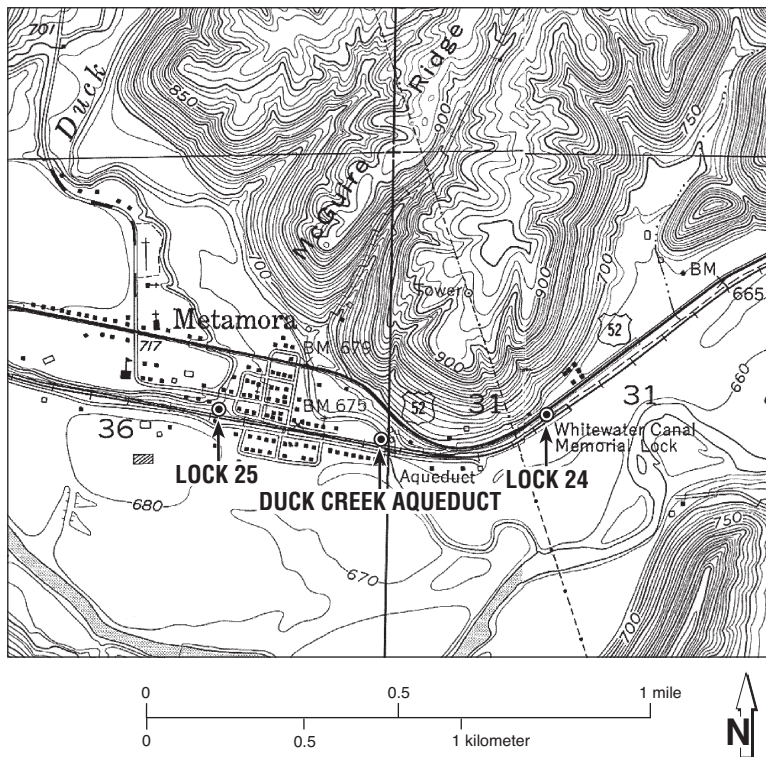 701
Duck
850
McGuire Ridge
900
750
700
Tower
900
700
BM
665
52
Metamora
BM 679
717
900
660
BM 675
52
31
31
36
Whitewater Canal
Memorial Lock
LOCK 25
Aqueduct
LOCK 24
DUCK CREEK AQUEDUCT
680
750
670
700
0 0.5 1 mile
0 0.5 1 kilometer
N